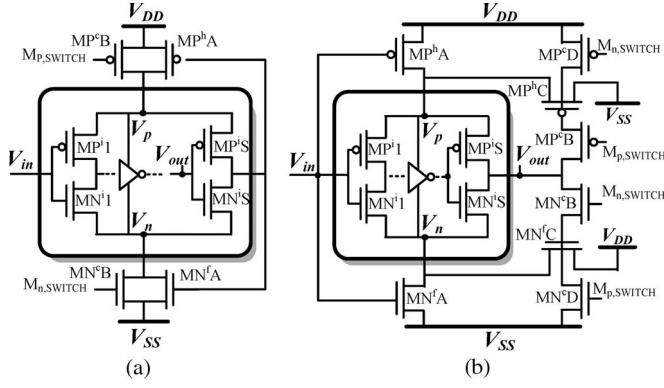 V_DD
MP^cB MP^hA
M_P,SWITCH
V_p
V_in MP^i1 V_out MP^iS
MN^i1 MN^iS
V_n
MN^cB MN^fA
M_n,SWITCH
V_SS
(a)
V_DD
MP^hA MP^cD M_n,SWITCH
MP^hC
V_SS
V_p
MP^cB
V_in MP^i1 MP^iS V_out M_p,SWITCH
MN^i1 MN^iS M_n,SWITCH
MN^cB
V_n MN^fC V_DD
MN^fA MN^cD M_p,SWITCH
V_SS
(b)